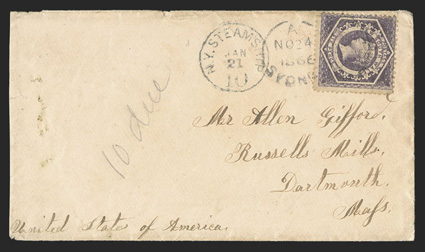 N.Y. STEAMSHIP
JAN
21
10
A
NO 24
1866
SYDNEY
10 due
Mr Allen Gifford,
Russells Mills,
Dartmouth.
Mass.
United States of America.